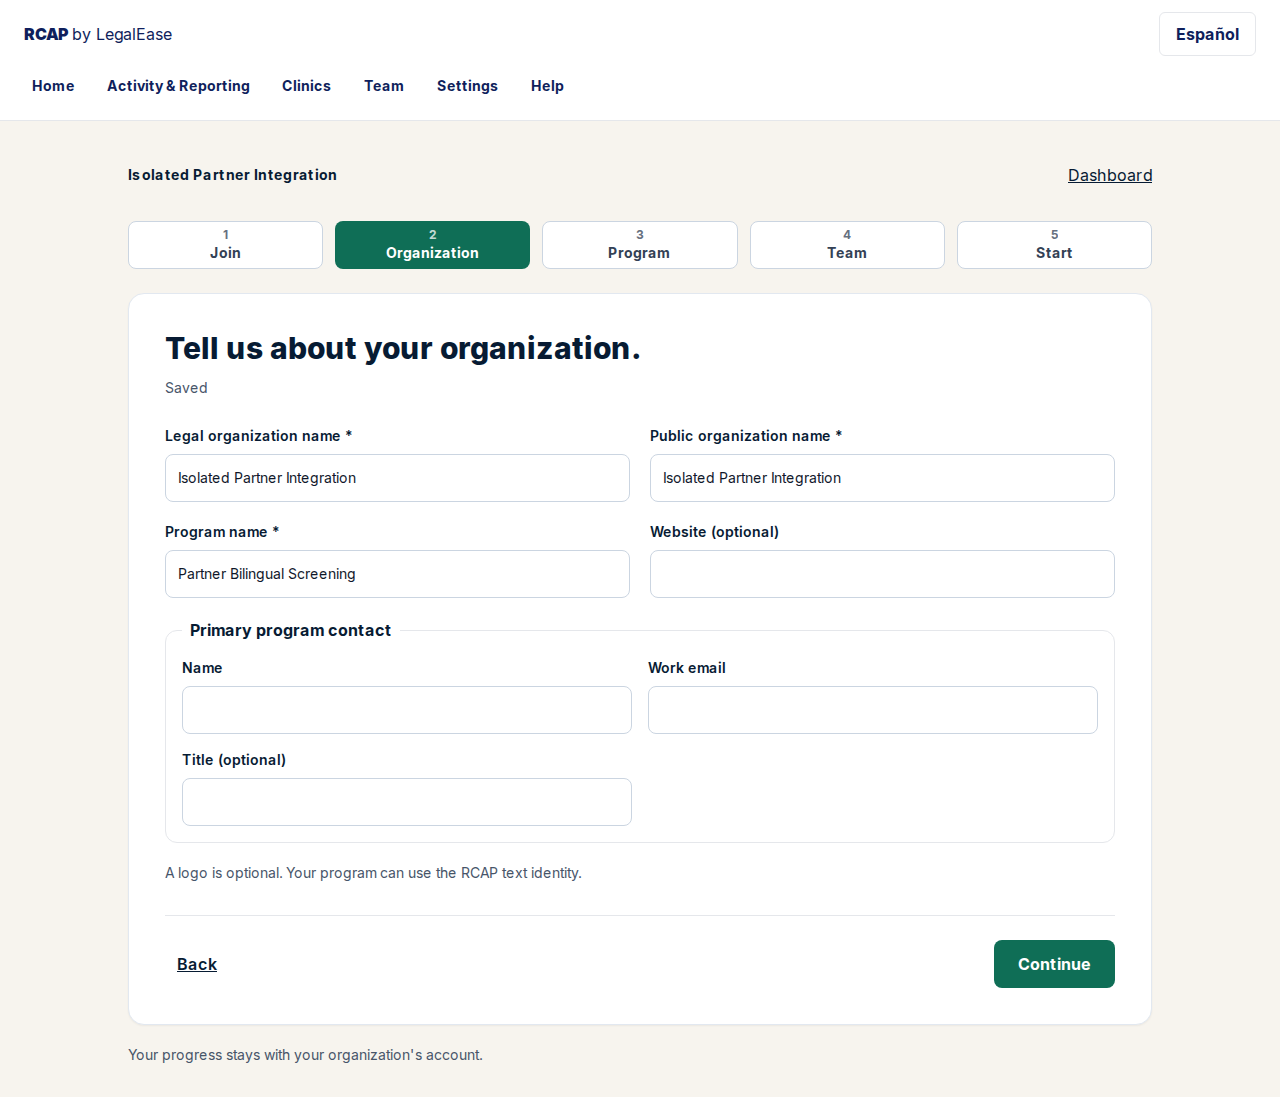 RCAP by LegalEase
Español
Home Activity & Reporting Clinics Team Settings Help
Isolated Partner Integration
Dashboard
1
Join
2
Organization
3
Program
4
Team
5
Start
Tell us about your organization.
Saved
Legal organization name *
Public organization name *
Isolated Partner Integration
Isolated Partner Integration
Program name *
Website (optional)
Partner Bilingual Screening
Primary program contact
Name
Work email
Title (optional)
A logo is optional. Your program can use the RCAP text identity.
Back
Continue
Your progress stays with your organization's account.